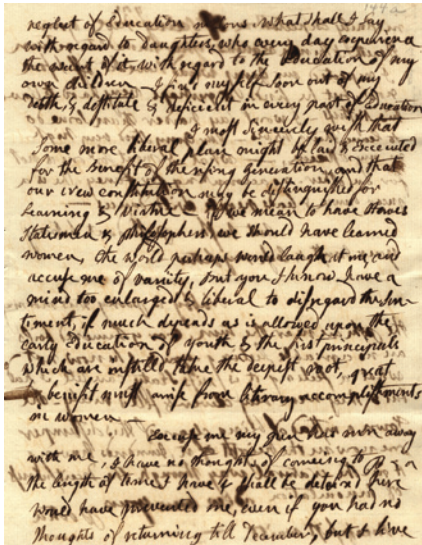 174a
neglect of Education in sons, what shall I say
with regard to daughters, who every day experience
the want of it. with regard to the Education of my
own children, I find myself soon out of my
debth, & destitute & deficient in every part of Education
I most Sincerely wish that
Some more liberal plan might be laid & executed
for the Benefit of the rising Generation, and that
our new constitution may be distinguished for
Learning & Virtue. If we mean to have Heroes
Statesmen & philosophers, we should have learned
women, the world perhaps would laugh at me and
accuse me of vanity, But you I know have a
mind too enlarged & liberal to disregard the Sen-
timent, if much depends as is allowed upon the
early Education of youth & the first principals
which are instilld take the deepest root, great
benifit must arise from literary accomplishments
in women —
Excuse me my pen has run away
with me, I have no thoughts of comeing to P
the length of time I have & shall be detaind here
would have prevented me, even if you had no
thoughts of returning till December, but I live